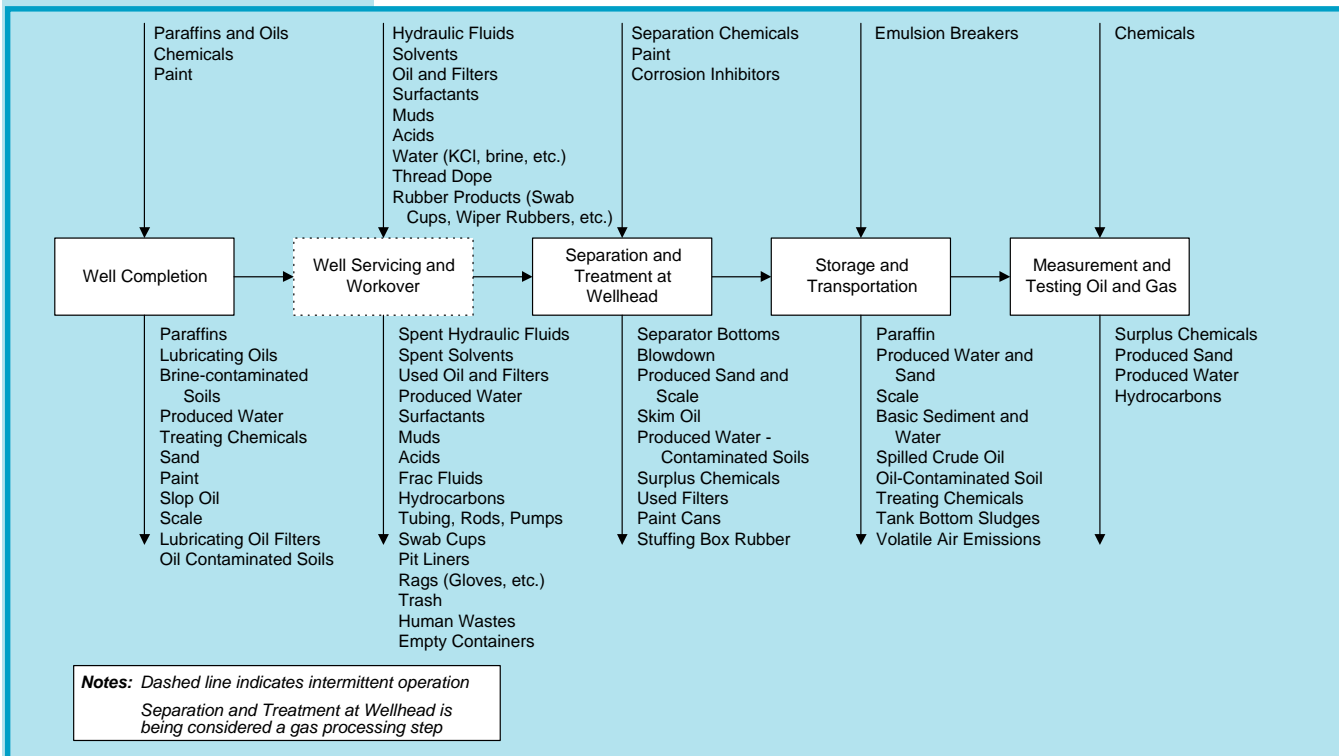 Paraffins and Oils
Chemicals
Paint
Hydraulic Fluids
Solvents
Oil and Filters
Surfactants
Muds
Acids
Water (KCl, brine, etc.)
Thread Dope
Rubber Products (Swab
Cups, Wiper Rubbers, etc.)
Separation Chemicals
Paint
Corrosion Inhibitors
Emulsion Breakers
Chemicals
Well Completion
Well Servicing and
Workover
Separation and
Treatment at
Wellhead
Storage and
Transportation
Measurement and
Testing Oil and Gas
Paraffins
Lubricating Oils
Brine-contaminated
Soils
Produced Water
Treating Chemicals
Sand
Paint
Slop Oil
Scale
Lubricating Oil Filters
Oil Contaminated Soils
Spent Hydraulic Fluids
Spent Solvents
Used Oil and Filters
Produced Water
Surfactants
Muds
Acids
Frac Fluids
Hydrocarbons
Tubing, Rods, Pumps
Swab Cups
Pit Liners
Rags (Gloves, etc.)
Trash
Human Wastes
Empty Containers
Separator Bottoms
Blowdown
Produced Sand and
Scale
Skim Oil
Produced Water -
Contaminated Soils
Surplus Chemicals
Used Filters
Paint Cans
Stuffing Box Rubber
Paraffin
Produced Water and
Sand
Scale
Basic Sediment and
Water
Spilled Crude Oil
Oil-Contaminated Soil
Treating Chemicals
Tank Bottom Sludges
Volatile Air Emissions
Surplus Chemicals
Produced Sand
Produced Water
Hydrocarbons
Notes: Dashed line indicates intermittent operation
Separation and Treatment at Wellhead is
being considered a gas processing step